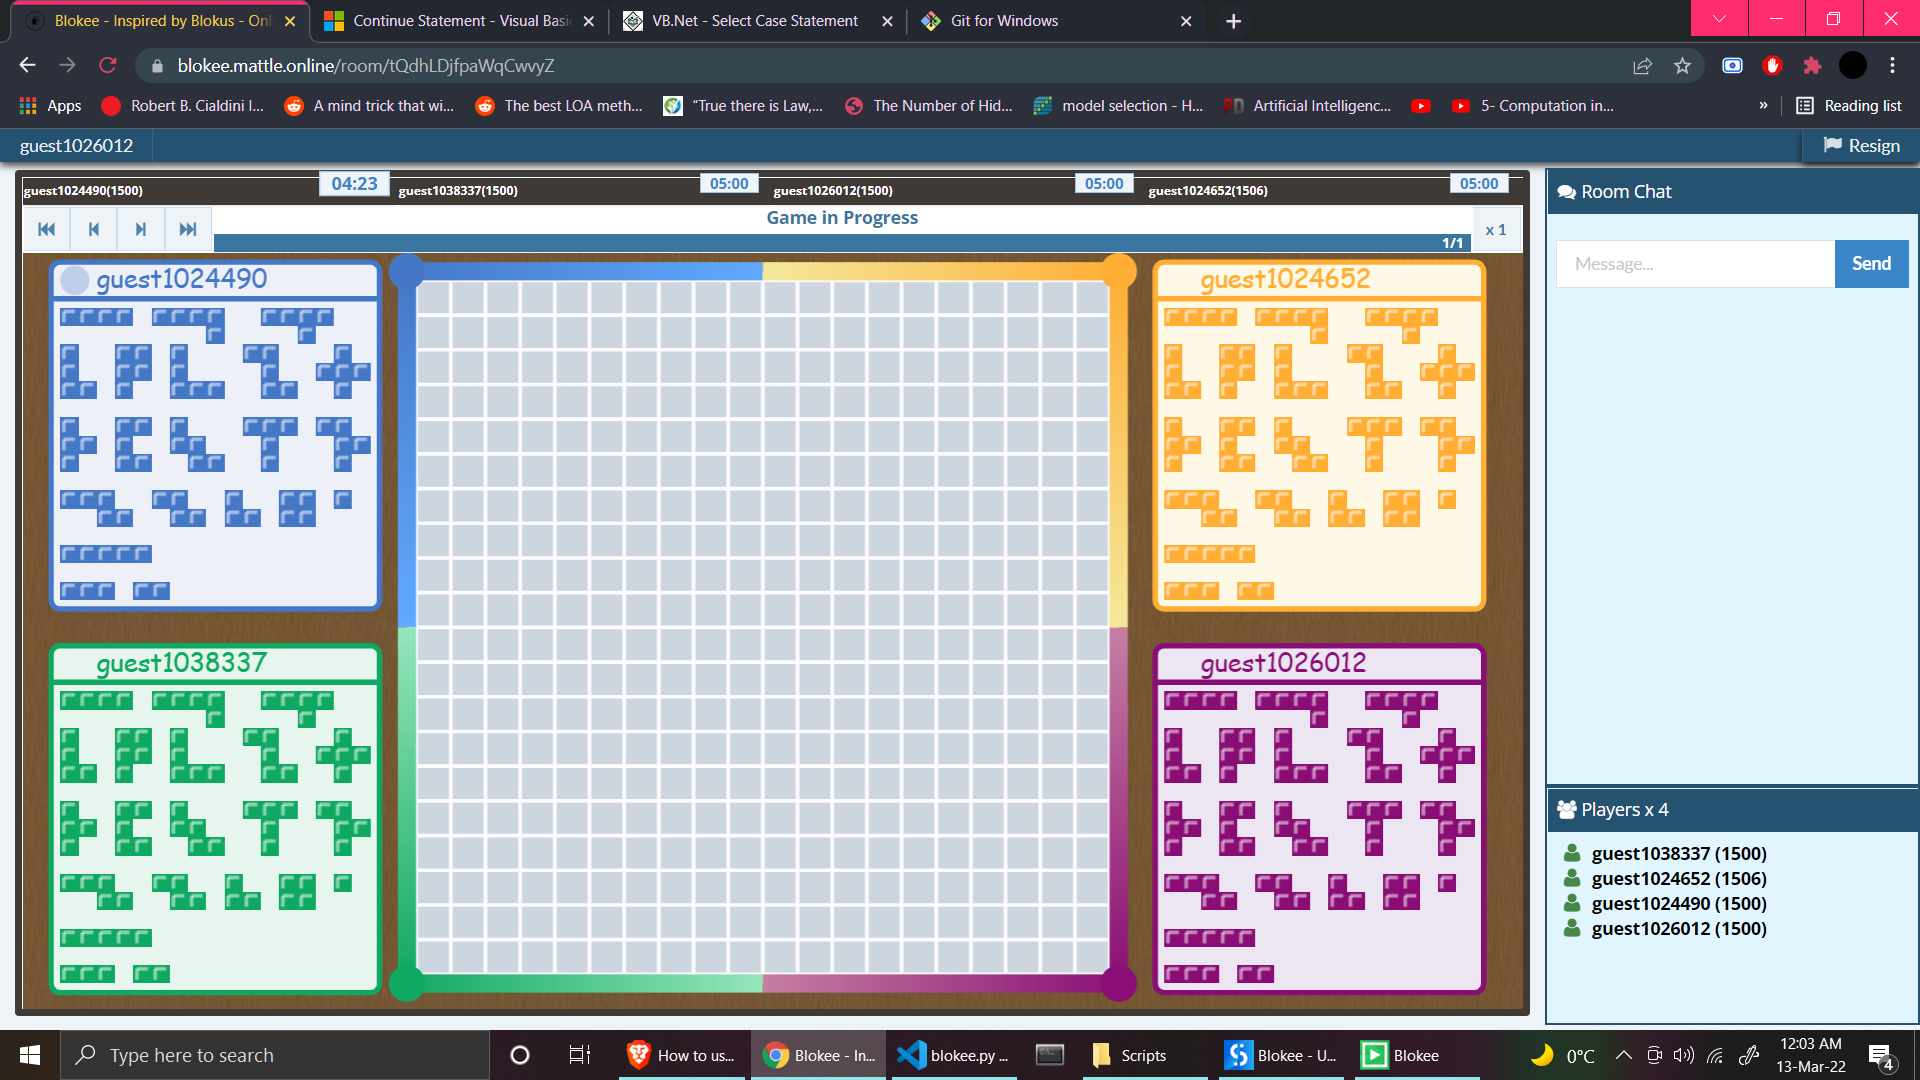 Blokee - Inspired by Blokus - Onl
Continue Statement - Visual Basi
VB.Net - Select Case Statement
Git for Windows
blokee.mattle.online/room/tQdhLDjfpaWqCwvyZ
Apps
Robert B. Cialdini I...
A mind trick that wi...
The best LOA meth...
“True there is Law,...
The Number of Hid...
model selection - H...
Artificial Intelligenc...
5- Computation in...
»
Reading list
guest1026012
Resign
guest1024490(1500)
04:23
guest1038337(1500)
05:00
guest1026012(1500)
05:00
guest1024652(1506)
05:00
Game in Progress
1/1
x 1
guest1024490
guest1024652
guest1038337
guest1026012
Room Chat
Message...
Send
Players x 4
guest1038337 (1500)
guest1024652 (1506)
guest1024490 (1500)
guest1026012 (1500)
Type here to search
How to us...
Blokee - In...
blokee.py ...
Scripts
Blokee - U...
Blokee
0°C
12:03 AM
13-Mar-22
4